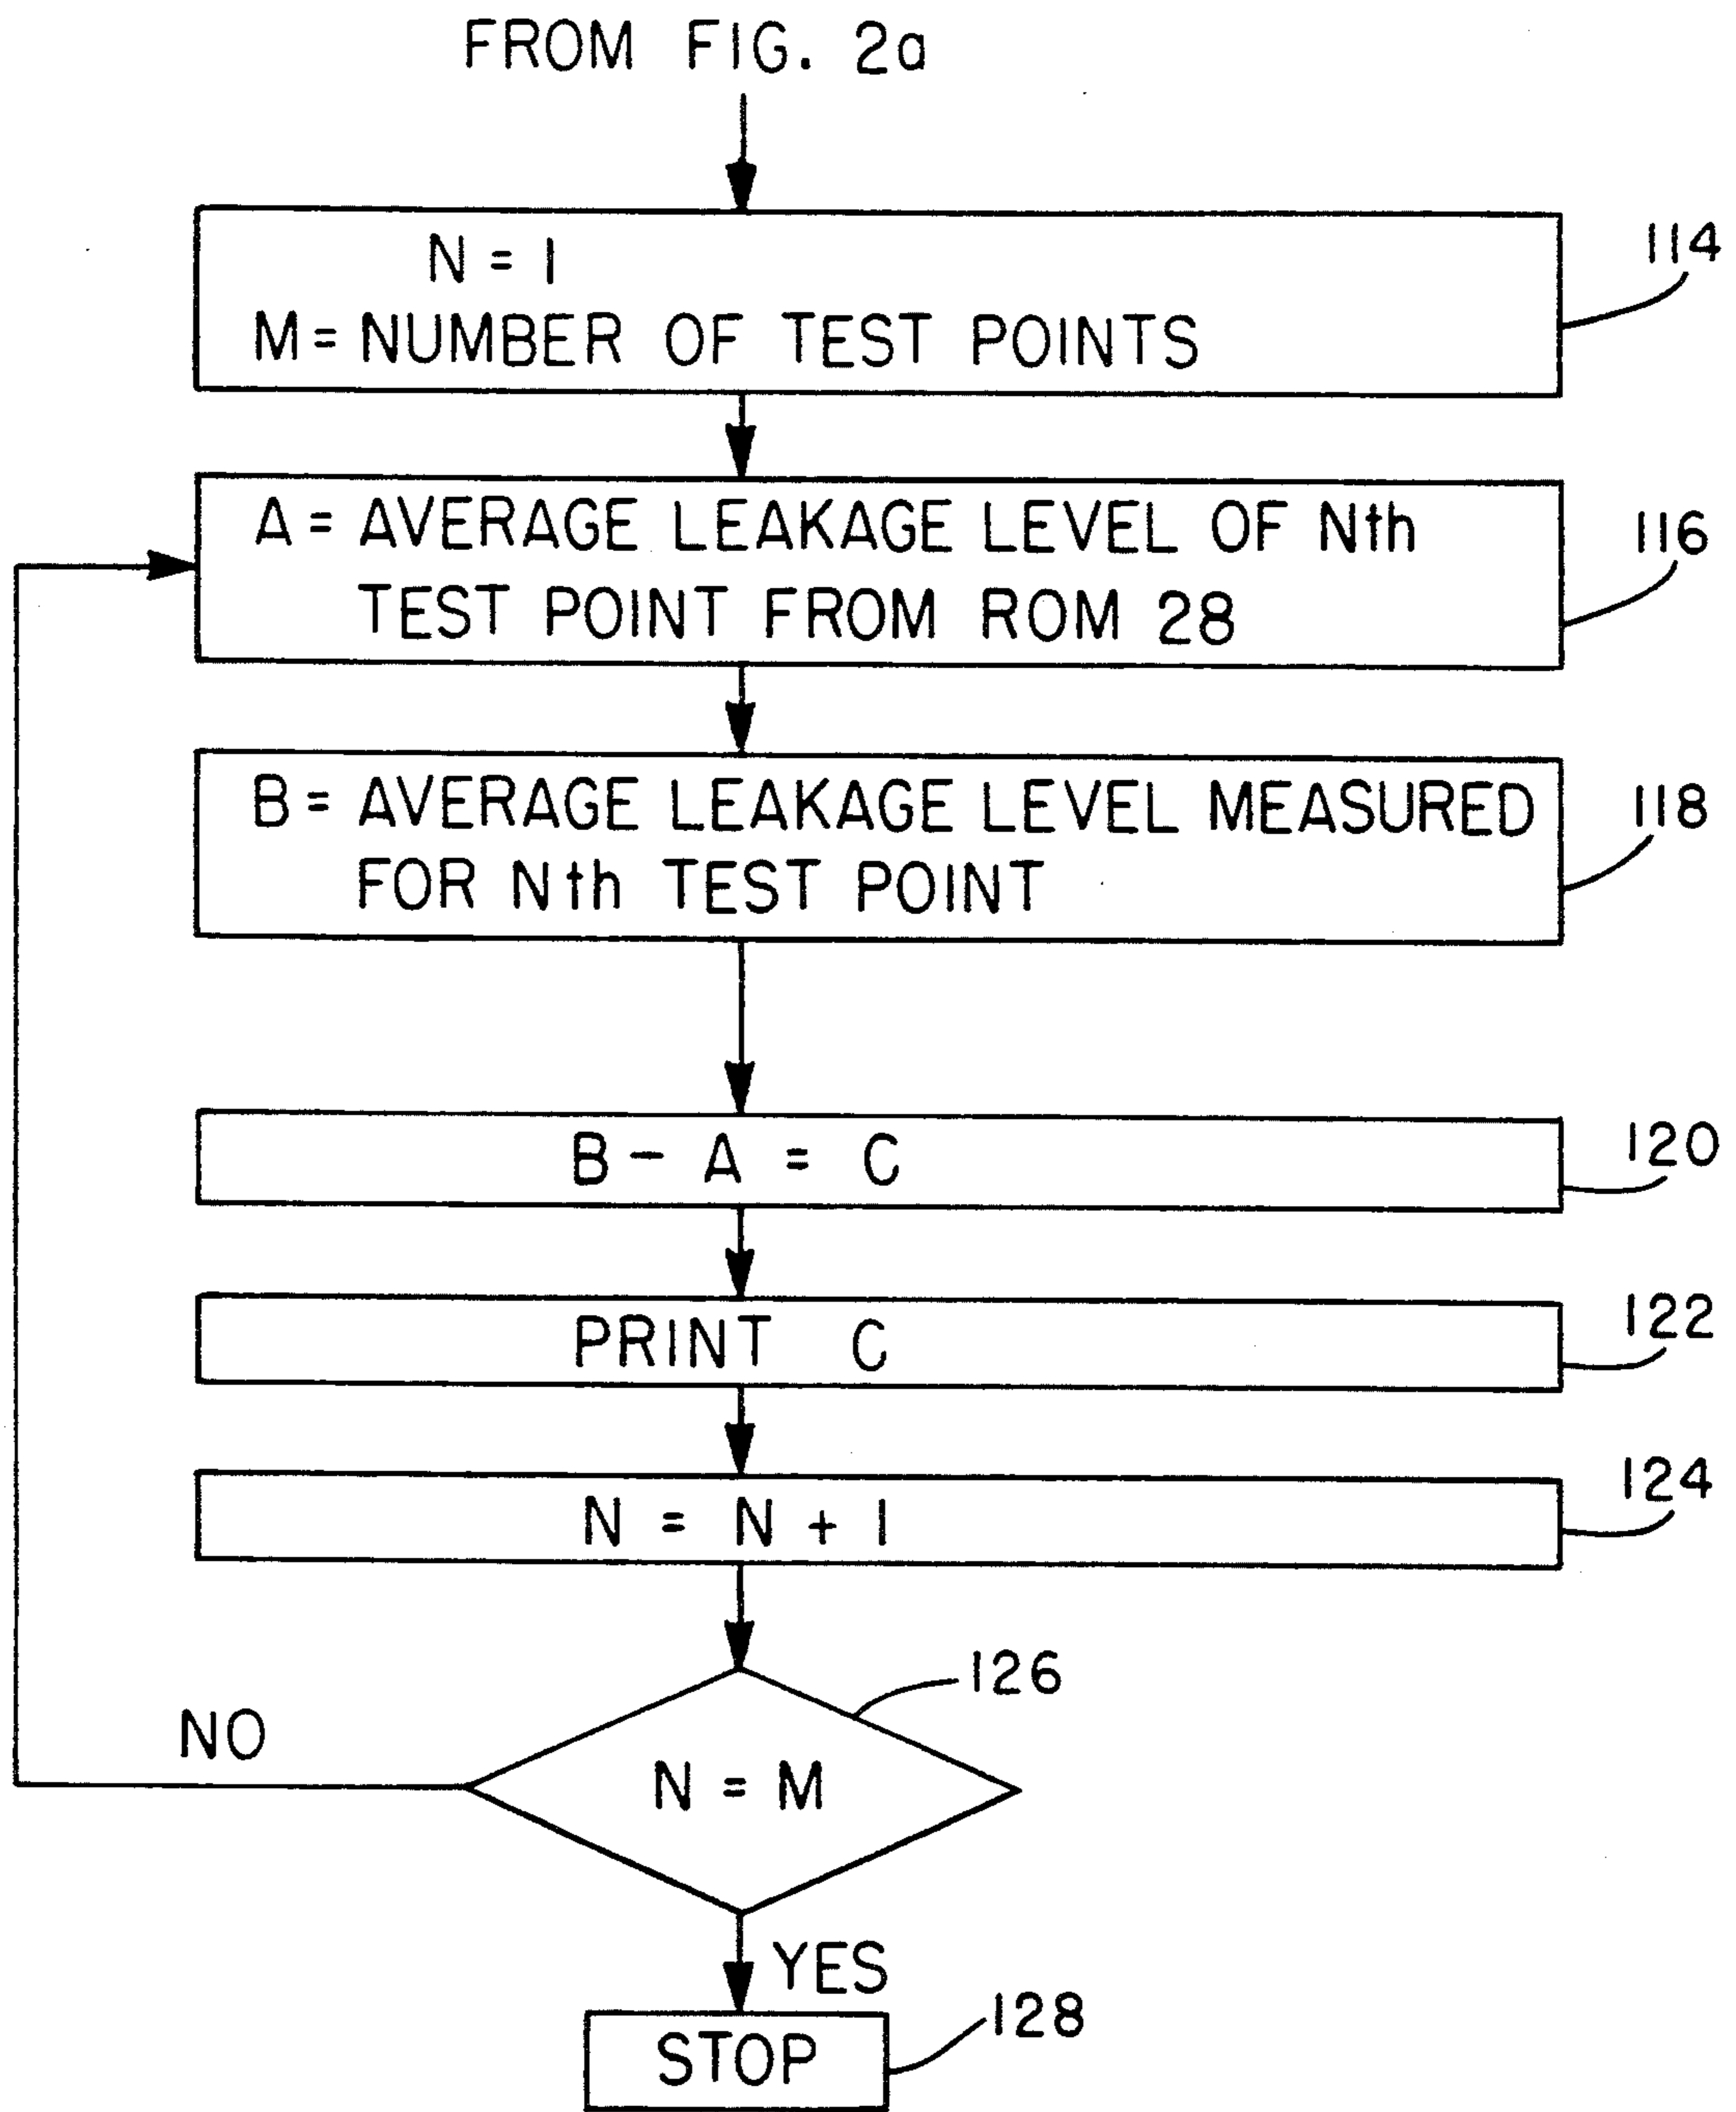 FROM FIG. 2a
N = 1
M = NUMBER OF TEST POINTS
114
A = AVERAGE LEAKAGE LEVEL OF Nth
TEST POINT FROM ROM 28
116
B = AVERAGE LEAKAGE LEVEL MEASURED
FOR Nth TEST POINT
118
B - A = C
120
PRINT C
122
N = N + 1
124
126
NO
N = M
YES
STOP
128